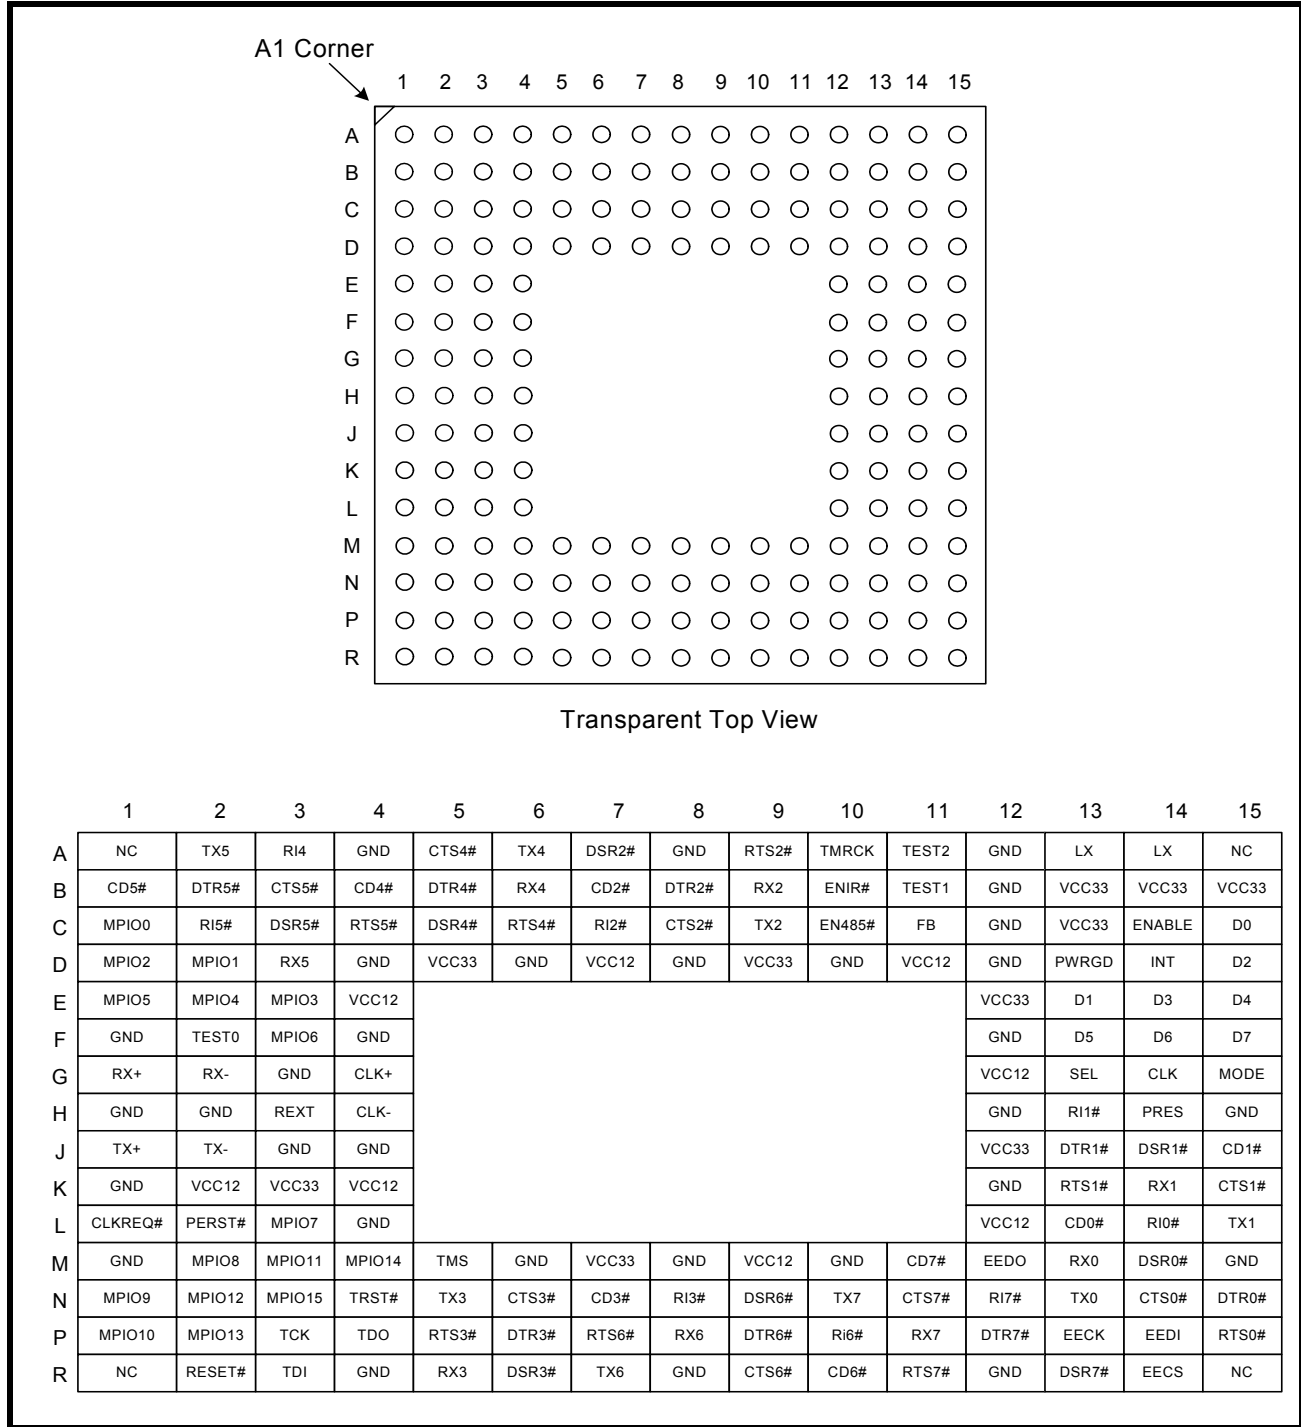 A1 Corner
1 2 3 4 5 6 7 8 9 10 11 12 13 14 15
A
B
C
D
E
F
G
H
J
K
L
M
N
P
R
Transparent Top View
1 2 3 4 5 6 7 8 9 10 11 12 13 14 15
A NC TX5 RI4 GND CTS4# TX4 DSR2# GND RTS2# TMRCK TEST2 GND LX LX NC
B CD5# DTR5# CTS5# CD4# DTR4# RX4 CD2# DTR2# RX2 ENIR# TEST1 GND VCC33 VCC33 VCC33
C MPIO0 RI5# DSR5# RTS5# DSR4# RTS4# RI2# CTS2# TX2 EN485# FB GND VCC33 ENABLE D0
D MPIO2 MPIO1 RX5 GND VCC33 GND VCC12 GND VCC33 GND VCC12 GND PWRGD INT D2
E MPIO5 MPIO4 MPIO3 VCC12 VCC33 D1 D3 D4
F GND TEST0 MPIO6 GND GND D5 D6 D7
G RX+ RX- GND CLK+ VCC12 SEL CLK MODE
H GND GND REXT CLK- GND RI1# PRES GND
J TX+ TX- GND GND VCC33 DTR1# DSR1# CD1#
K GND VCC12 VCC33 VCC12 GND RTS1# RX1 CTS1#
L CLKREQ# PERST# MPIO7 GND VCC12 CD0# RI0# TX1
M GND MPIO8 MPIO11 MPIO14 TMS GND VCC33 GND VCC12 GND CD7# EEDO RX0 DSR0# GND
N MPIO9 MPIO12 MPIO15 TRST# TX3 CTS3# CD3# RI3# DSR6# TX7 CTS7# RI7# TX0 CTS0# DTR0#
P MPIO10 MPIO13 TCK TDO RTS3# DTR3# RTS6# RX6 DTR6# Ri6# RX7 DTR7# EECK EEDI RTS0#
R NC RESET# TDI GND RX3 DSR3# TX6 GND CTS6# CD6# RTS7# GND DSR7# EECS NC